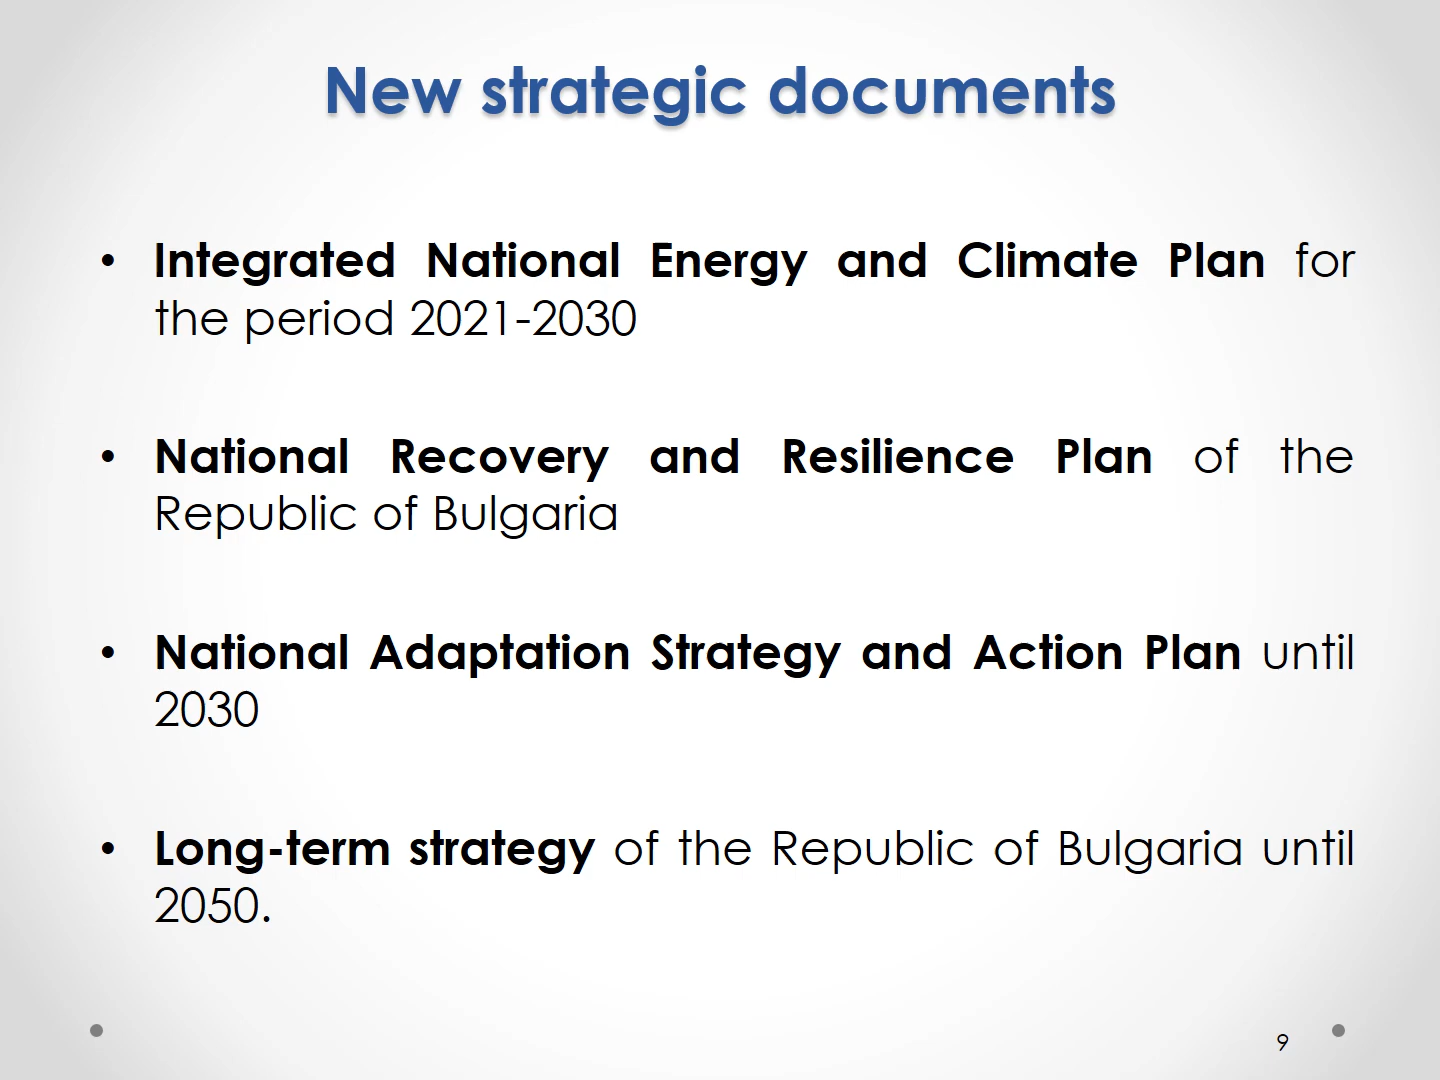 New strategic documents
• Integrated National Energy and Climate Plan for
the period 2021-2030
• National Recovery and Resilience Plan of the
Republic of Bulgaria
• National Adaptation Strategy and Action Plan until
2030
• Long-term strategy of the Republic of Bulgaria until
2050.
9